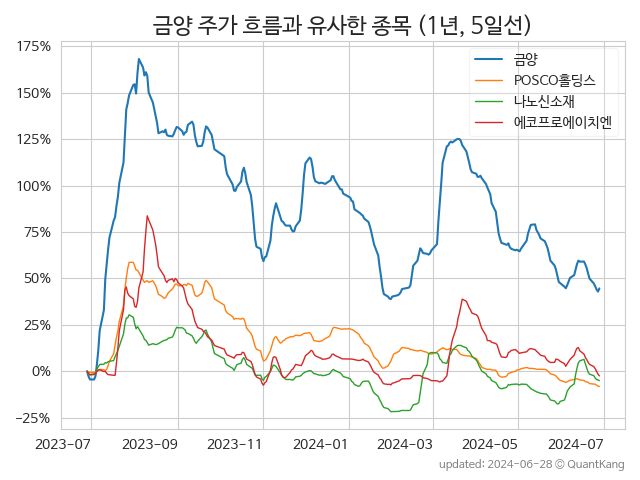 금양 주가 흐름과 유사한 종목 (1년, 5일선)
175%
150%
125%
100%
75%
50%
25%
0%
−25%
금양
POSCO홀딩스
나노신소재
에코프로에이치엔
2023-07
2023-09
2023-11
2024-01
2024-03
2024-05
2024-07
updated: 2024-06-28 ⓒ QuantKang